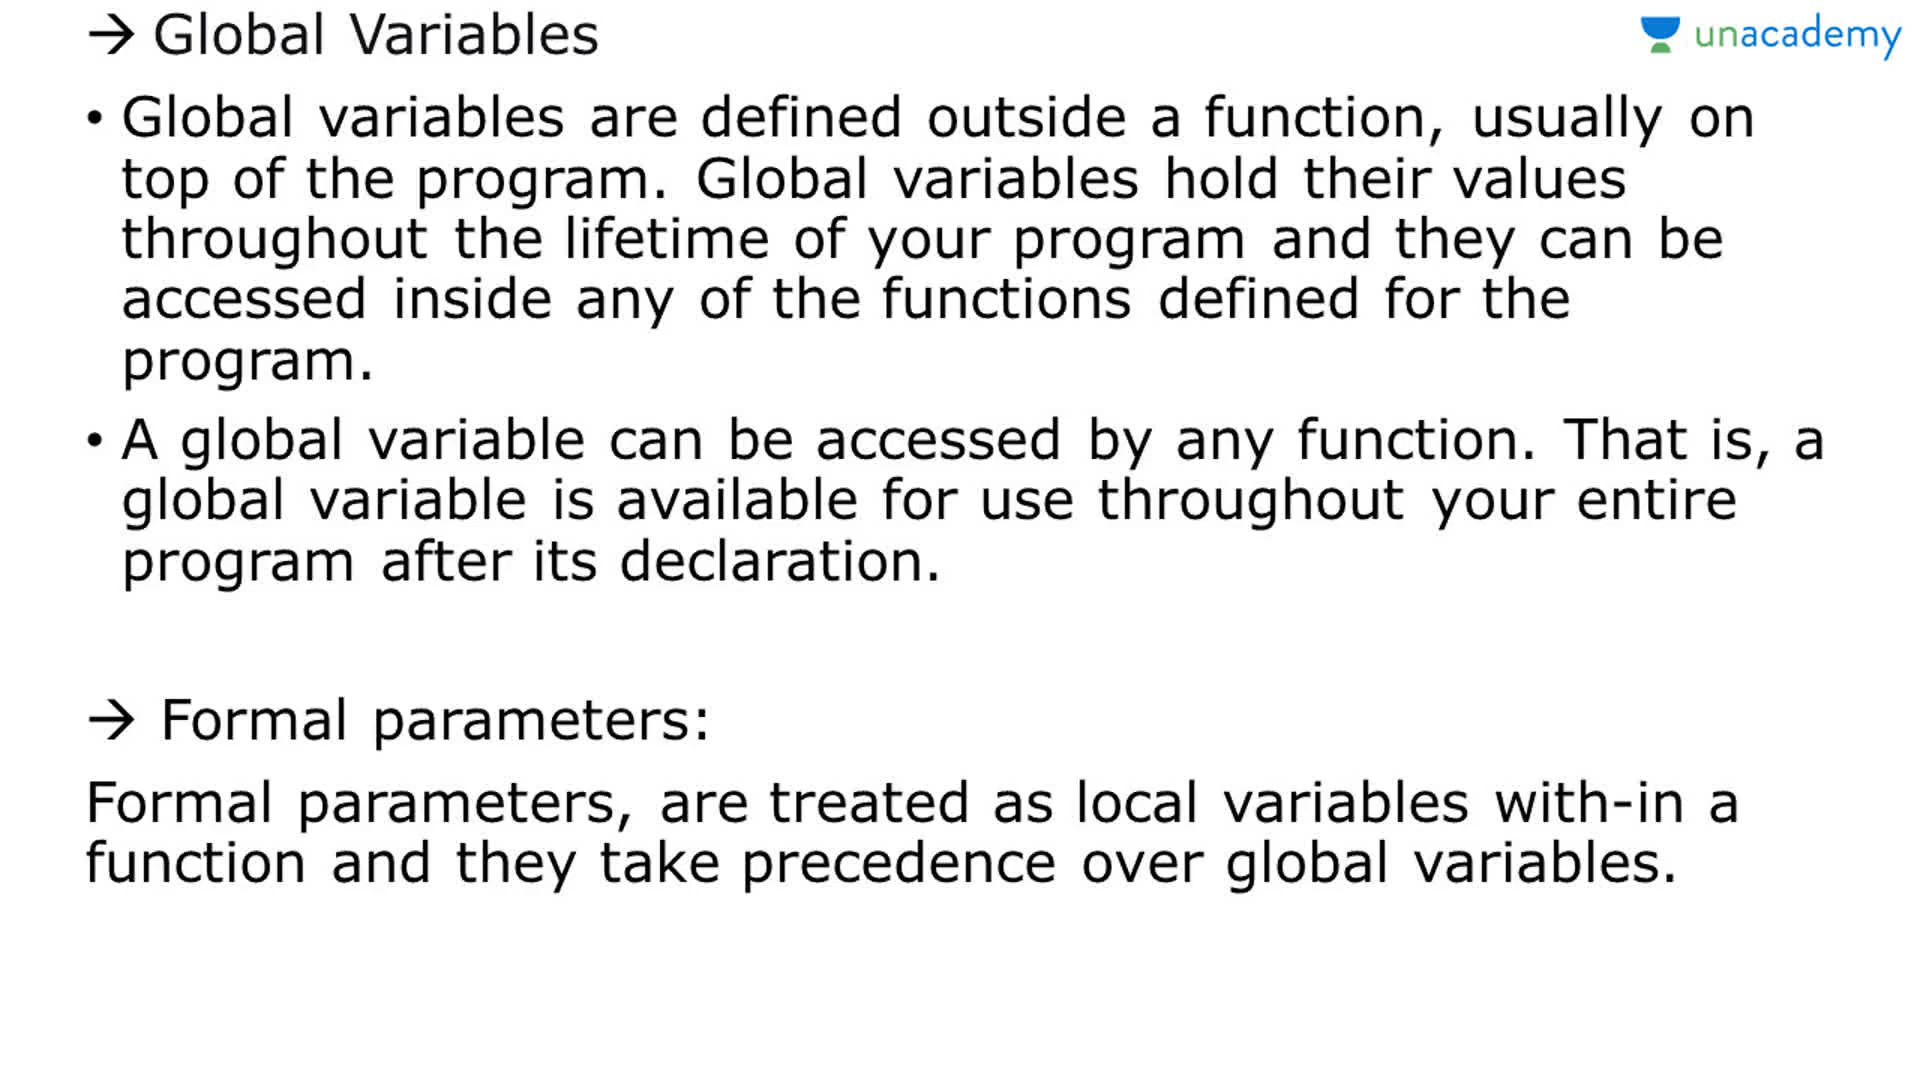 → Global Variables
unacademy
• Global variables are defined outside a function, usually on
top of the program. Global variables hold their values
throughout the lifetime of your program and they can be
accessed inside any of the functions defined for the
program.
• A global variable can be accessed by any function. That is, a
global variable is available for use throughout your entire
program after its declaration.
→ Formal parameters:
Formal parameters, are treated as local variables with-in a
function and they take precedence over global variables.